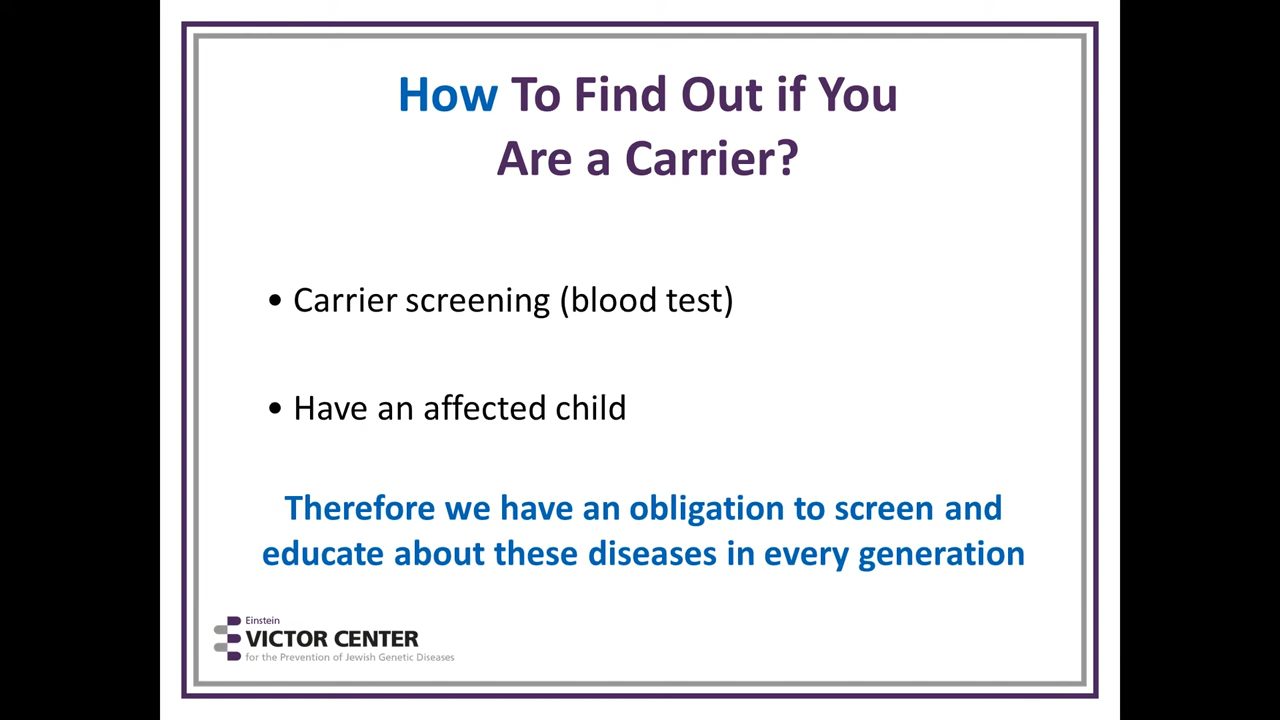 How To Find Out if You
Are a Carrier?
• Carrier screening (blood test)
• Have an affected child
Therefore we have an obligation to screen and
educate about these diseases in every generation
Einstein
VICTOR CENTER
for the Prevention of Jewish Genetic Diseases